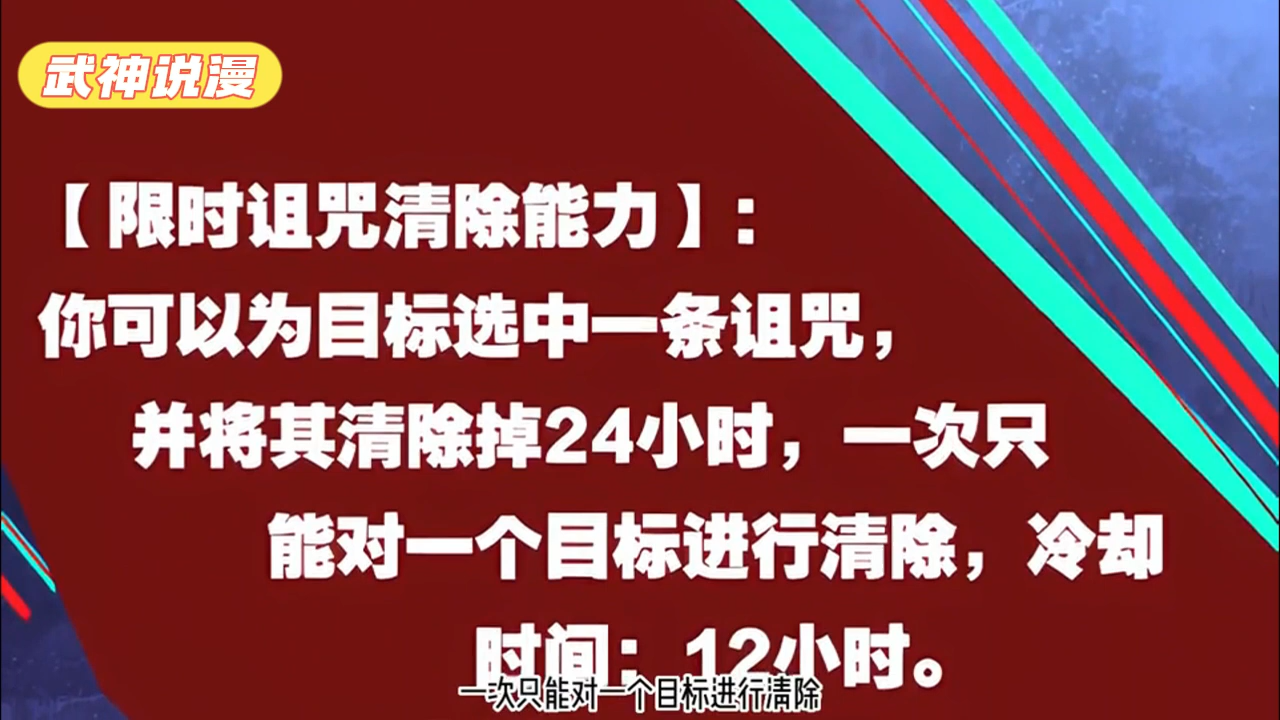 武神说漫
【限时诅咒清除能力】：
你可以为目标选中一条诅咒，
并将其清除掉24小时，一次只
能对一个目标进行清除，冷却
时间：12小时。
一次只能对一个目标进行清除